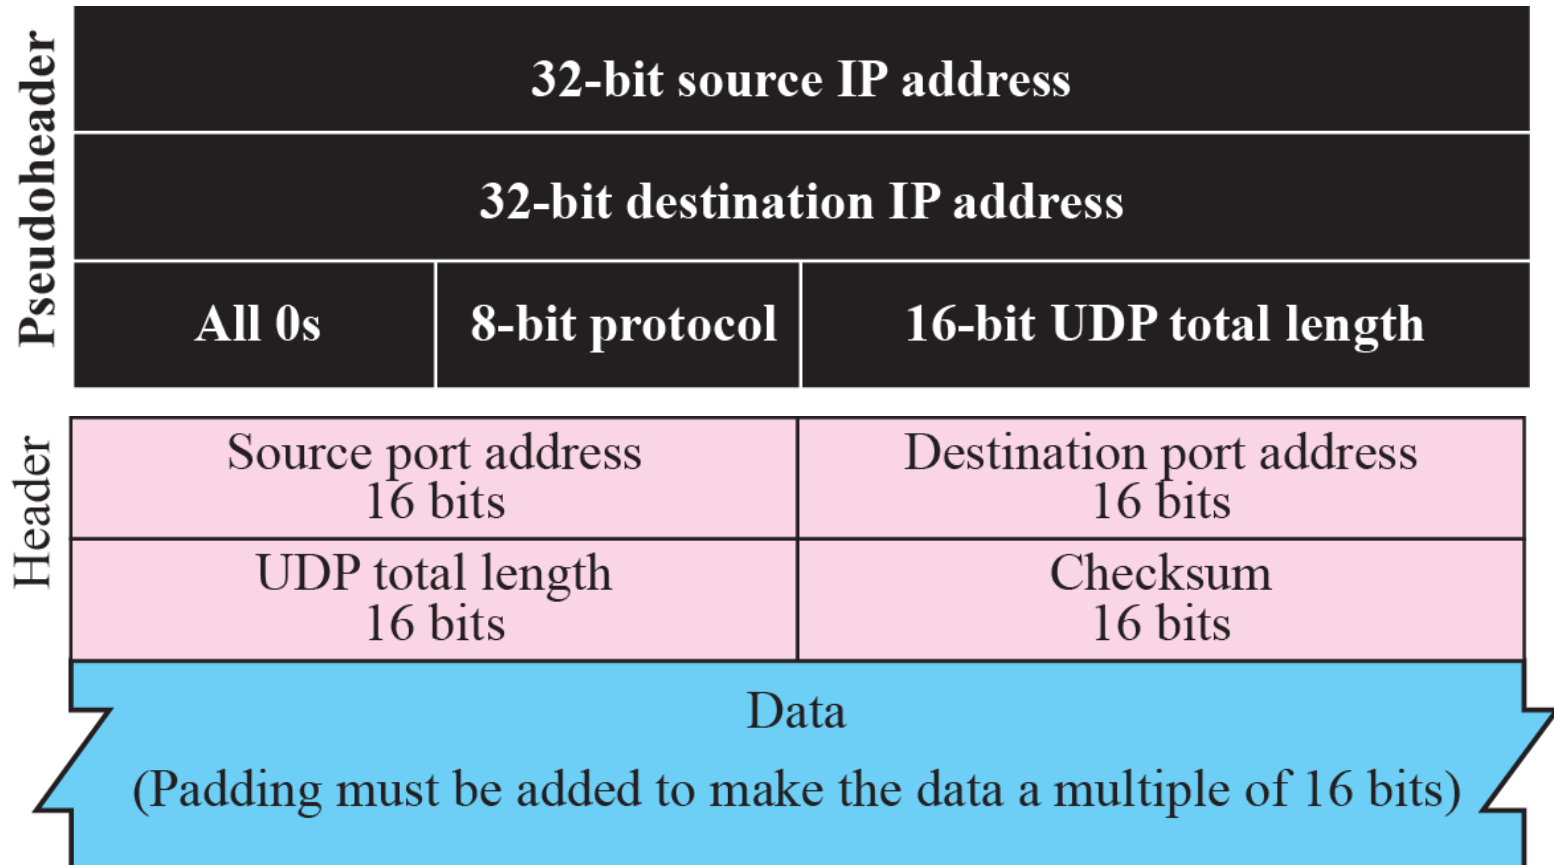 Pseudoheader
32-bit source IP address
32-bit destination IP address
All 0s
8-bit protocol
16-bit UDP total length
Header
Source port address
16 bits
Destination port address
16 bits
UDP total length
16 bits
Checksum
16 bits
Data
(Padding must be added to make the data a multiple of 16 bits)